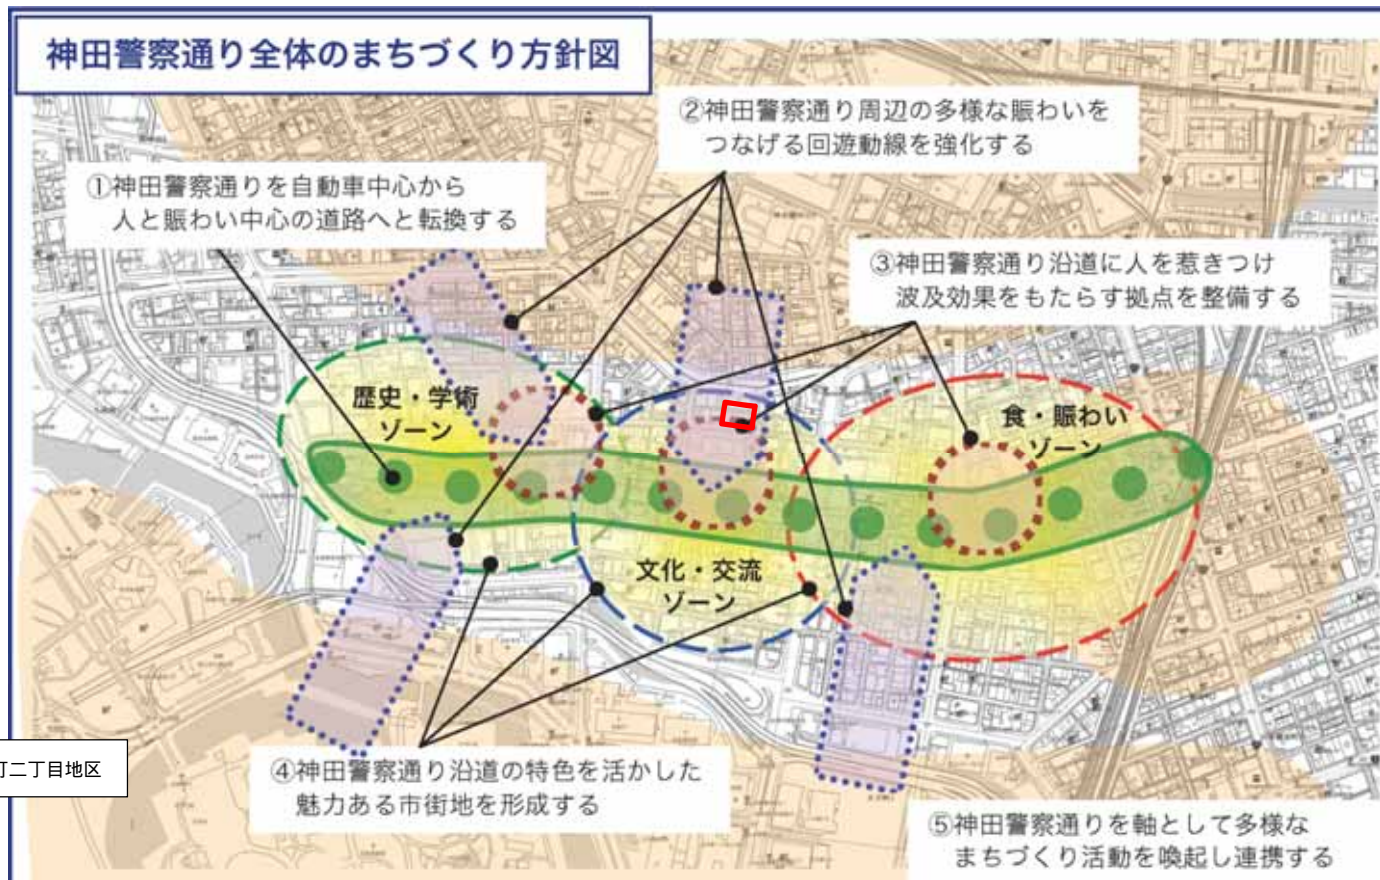 神田警察通り全体のまちづくり方針図
②神田警察通り周辺の多様な賑わいを
つなげる回遊動線を強化する
①神田警察通りを自動車中心から
人と賑わい中心の道路へと転換する
③神田警察通り沿道に人を惹きつけ
波及効果をもたらす拠点を整備する
歴史・学術
ゾーン
食・賑わい
ゾーン
文化・交流
ゾーン
町二丁目地区
④神田警察通り沿道の特色を活かした
魅力ある市街地を形成する
⑤神田警察通りを軸として多様な
まちづくり活動を喚起し連携する